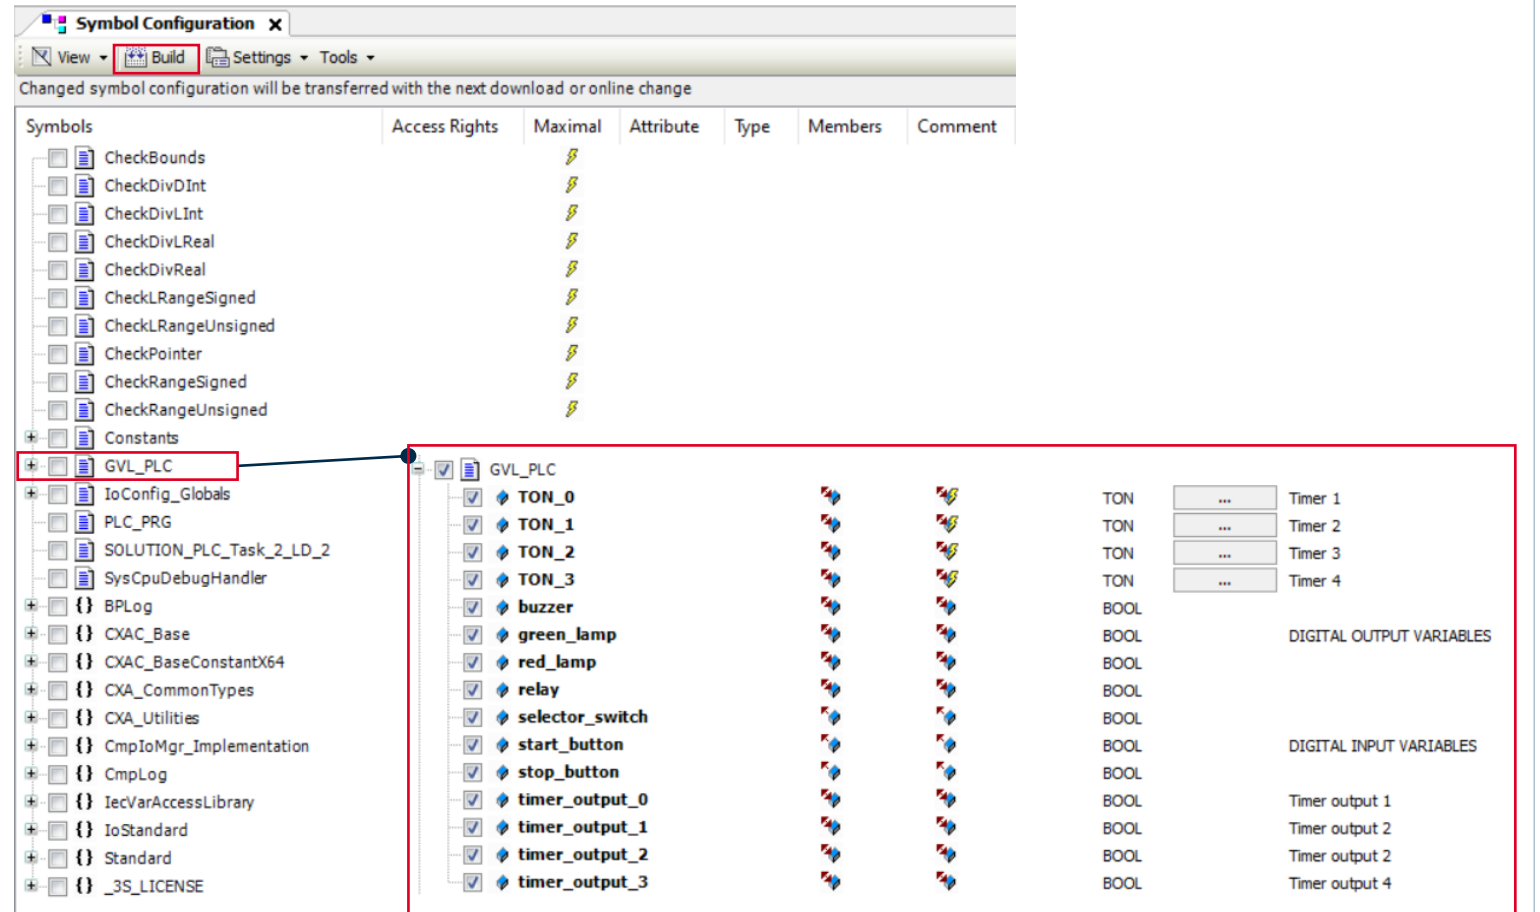 Symbol Configuration X
View Build Settings Tools
Changed symbol configuration will be transferred with the next download or online change
Symbols Access Rights Maximal Attribute Type Members Comment
CheckBounds
CheckDivDInt
CheckDivLInt
CheckDivLReal
CheckDivReal
CheckLRangeSigned
CheckLRangeUnsigned
CheckPointer
CheckRangeSigned
CheckRangeUnsigned
Constants
GVL_PLC
IoConfig_Globals
PLC_PRG
SOLUTION_PLC_Task_2_LD_2
SysCpuDebugHandler
{} BPLog
{} CXAC_Base
{} CXAC_BaseConstantX64
{} CXA_CommonTypes
{} CXA_Utilities
{} CmpIoMgr_Implementation
{} CmpLog
{} IecVarAccessLibrary
{} IoStandard
{} Standard
{} _3S_LICENSE
GVL_PLC
TON_0 TON ... Timer 1
TON_1 TON ... Timer 2
TON_2 TON ... Timer 3
TON_3 TON ... Timer 4
buzzer BOOL
green_lamp BOOL DIGITAL OUTPUT VARIABLES
red_lamp BOOL
relay BOOL
selector_switch BOOL
start_button BOOL DIGITAL INPUT VARIABLES
stop_button BOOL
timer_output_0 BOOL Timer output 1
timer_output_1 BOOL Timer output 2
timer_output_2 BOOL Timer output 2
timer_output_3 BOOL Timer output 4